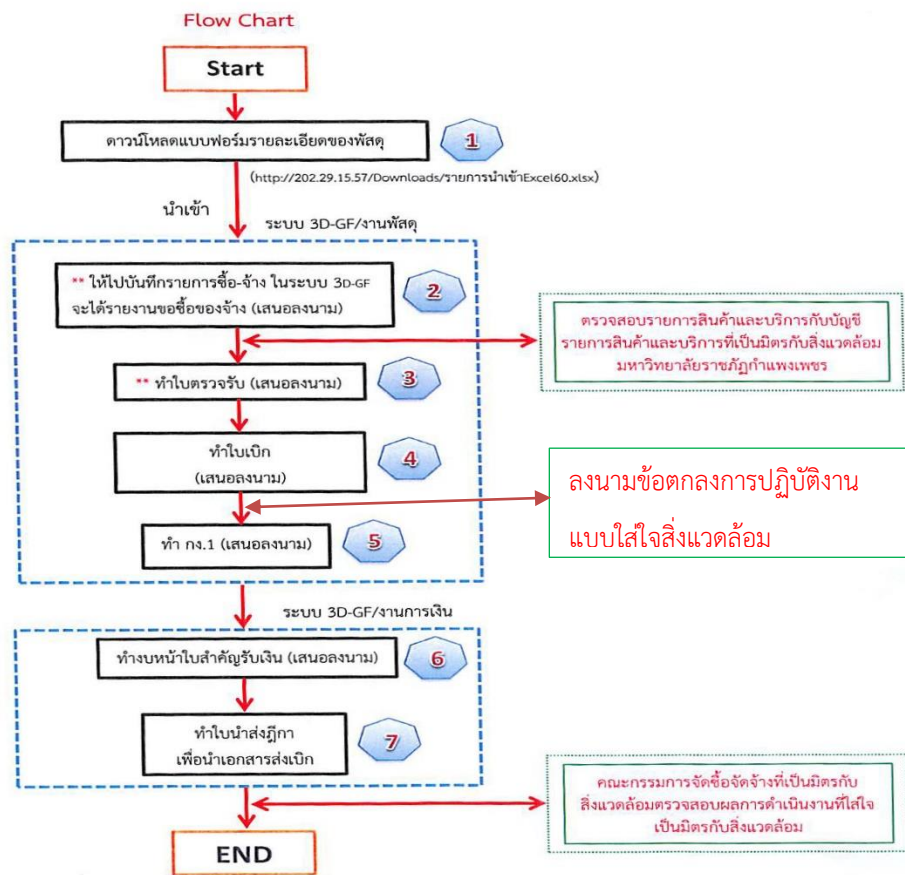 Flow Chart
Start
ดาวน์โหลดแบบฟอร์มรายละเอียดของพัสดุ
1
(http://202.29.15.57/Downloads/รายการนำเข้าExcel60.xlsx)
นำเข้า
ระบบ 3D-GF/งานพัสดุ
** ให้ไปบันทึกรายการซื้อ-จ้าง ในระบบ 3D-GF
จะได้รายงานขอซื้อของจ้าง (เสนอลงนาม)
2
ตรวจสอบรายการสินค้าและบริการกับบัญชี
รายการสินค้าและบริการที่เป็นมิตรกับสิ่งแวดล้อม
มหาวิทยาลัยราชภัฏกำแพงเพชร
** ทำใบตรวจรับ (เสนอลงนาม)
3
ทำใบเบิก
(เสนอลงนาม)
4
ลงนามข้อตกลงการปฏิบัติงาน
แบบใส่ใจสิ่งแวดล้อม
ทำ กง.1 (เสนอลงนาม)
5
ระบบ 3D-GF/งานการเงิน
ทำงบหน้าใบสำคัญรับเงิน (เสนอลงนาม)
6
ทำใบนำส่งฎีกา
เพื่อนำเอกสารส่งเบิก
7
คณะกรรมการจัดซื้อจัดจ้างที่เป็นมิตรกับ
สิ่งแวดล้อมตรวจสอบผลการดำเนินงานที่ใส่ใจ
เป็นมิตรกับสิ่งแวดล้อม
END